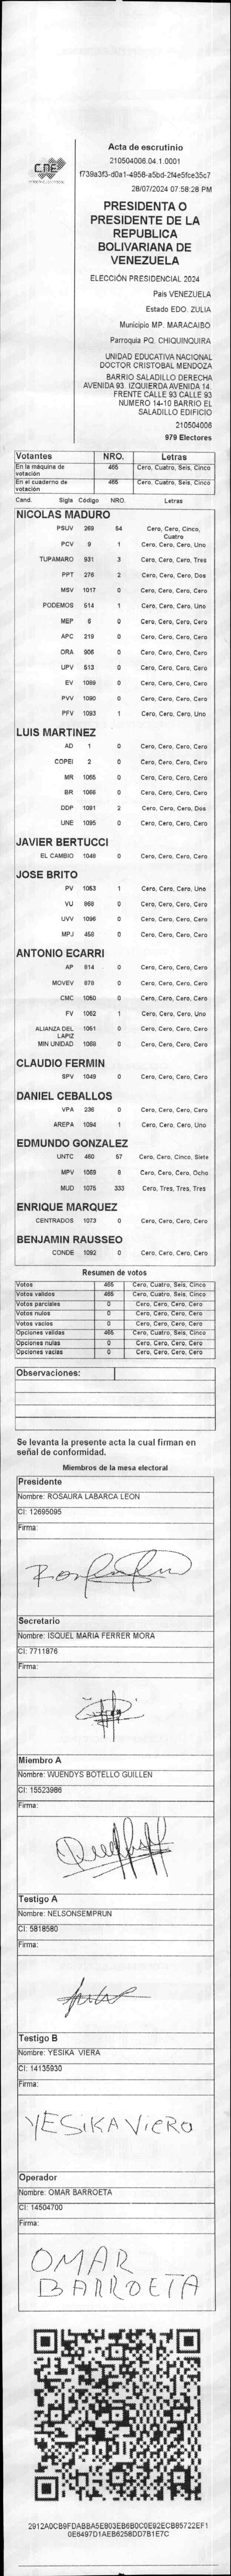 CNE
Acta de escrutinio
210504006.04.1.0001
f739a3f3-d0a1-4958-a5bd-2f4e5fce35c7
28/07/2024 07:58:28 PM
PRESIDENTA O
PRESIDENTE DE LA
REPUBLICA
BOLIVARIANA DE
VENEZUELA
ELECCIÓN PRESIDENCIAL 2024
Pais VENEZUELA
Estado EDO. ZULIA
Municipio MP. MARACAIBO
Parroquia PQ. CHIQUINQUIRA
UNIDAD EDUCATIVA NACIONAL
DOCTOR CRISTOBAL MENDOZA
BARRIO SALADILLO DERECHA
AVENIDA 93. IZQUIERDA AVENIDA 14.
FRENTE CALLE 93 CALLE 93
NUMERO 14-10 BARRIO EL
SALADILLO EDIFICIO
210504006
979 Electores
Votantes NRO. Letras
En la máquina de votación 465 Cero, Cuatro, Seis, Cinco
En el cuaderno de votación 465 Cero, Cuatro, Seis, Cinco
Cand. Sigla Código NRO. Letras
NICOLAS MADURO
PSUV 269 54 Cero, Cero, Cinco, Cuatro
PCV 9 1 Cero, Cero, Cero, Uno
TUPAMARO 931 3 Cero, Cero, Cero, Tres
PPT 276 2 Cero, Cero, Cero, Dos
MSV 1017 0 Cero, Cero, Cero, Cero
PODEMOS 514 1 Cero, Cero, Cero, Uno
MEP 6 0 Cero, Cero, Cero, Cero
APC 219 0 Cero, Cero, Cero, Cero
ORA 906 0 Cero, Cero, Cero, Cero
UPV 513 0 Cero, Cero, Cero, Cero
EV 1089 0 Cero, Cero, Cero, Cero
PVV 1090 0 Cero, Cero, Cero, Cero
PFV 1093 1 Cero, Cero, Cero, Uno
LUIS MARTINEZ
AD 1 0 Cero, Cero, Cero, Cero
COPEI 2 0 Cero, Cero, Cero, Cero
MR 1065 0 Cero, Cero, Cero, Cero
BR 1066 0 Cero, Cero, Cero, Cero
DDP 1091 2 Cero, Cero, Cero, Dos
UNE 1095 0 Cero, Cero, Cero, Cero
JAVIER BERTUCCI
EL CAMBIO 1048 0 Cero, Cero, Cero, Cero
JOSE BRITO
PV 1053 1 Cero, Cero, Cero, Uno
VU 868 0 Cero, Cero, Cero, Cero
UVV 1096 0 Cero, Cero, Cero, Cero
MPJ 458 0 Cero, Cero, Cero, Cero
ANTONIO ECARRI
AP 814 0 Cero, Cero, Cero, Cero
MOVEV 878 0 Cero, Cero, Cero, Cero
CMC 1050 0 Cero, Cero, Cero, Cero
FV 1052 1 Cero, Cero, Cero, Uno
ALIANZA DEL LAPIZ 1051 0 Cero, Cero, Cero, Cero
MIN UNIDAD 1068 0 Cero, Cero, Cero, Cero
CLAUDIO FERMIN
SPV 1049 0 Cero, Cero, Cero, Cero
DANIEL CEBALLOS
VPA 236 0 Cero, Cero, Cero, Cero
AREPA 1094 1 Cero, Cero, Cero, Uno
EDMUNDO GONZALEZ
UNTC 460 57 Cero, Cero, Cinco, Siete
MPV 1069 8 Cero, Cero, Cero, Ocho
MUD 1075 333 Cero, Tres, Tres, Tres
ENRIQUE MARQUEZ
CENTRADOS 1073 0 Cero, Cero, Cero, Cero
BENJAMIN RAUSSEO
CONDE 1092 0 Cero, Cero, Cero, Cero
Resumen de votos
Votos 465 Cero, Cuatro, Seis, Cinco
Votos validos 465 Cero, Cuatro, Seis, Cinco
Votos parciales 0 Cero, Cero, Cero, Cero
Votos nulos 0 Cero, Cero, Cero, Cero
Votos vacios 0 Cero, Cero, Cero, Cero
Opciones validas 465 Cero, Cuatro, Seis, Cinco
Opciones nulas 0 Cero, Cero, Cero, Cero
Opciones vacias 0 Cero, Cero, Cero, Cero
Observaciones:
Se levanta la presente acta la cual firman en
señal de conformidad.
Miembros de la mesa electoral
Presidente
Nombre: ROSAURA LABARCA LEON
CI: 12695095
Firma:
Secretario
Nombre: ISQUEL MARIA FERRER MORA
CI: 7711876
Firma:
Miembro A
Nombre: WUENDYS BOTELLO GUILLEN
CI: 15523986
Firma:
Testigo A
Nombre: NELSONSEMPRUN
CI: 5818580
Firma:
Testigo B
Nombre: YESIKA VIERA
CI: 14135930
Firma:
YESIKA VIERO
Operador
Nombre: OMAR BARROETA
CI: 14504700
Firma:
OMAR
BARROETA
2912A0CB9FDABBA5E803EB6B0C0E92ECB85722EF1
0E6497D1AEB6258DD7B1E7C